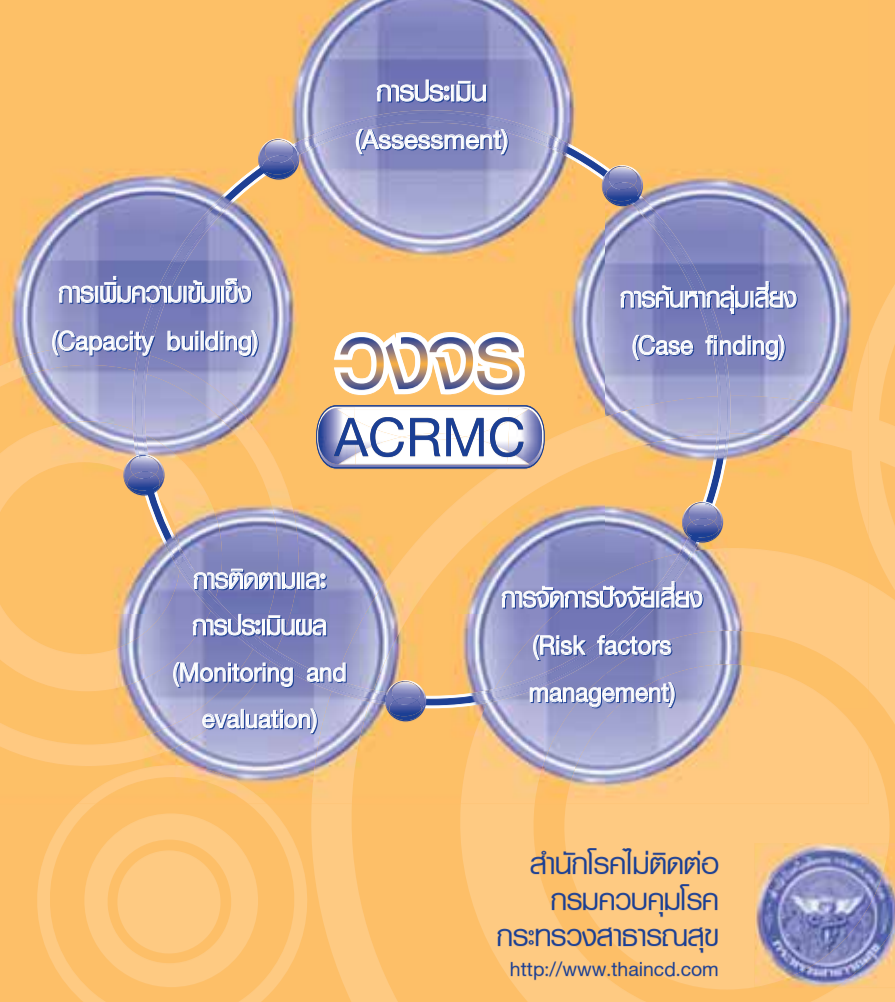 การประเมิน
(Assessment)
การเพิ่มความเข้มแข็ง
(Capacity building)
การค้นหากลุ่มเสี่ยง
(Case finding)
วงจร
ACRMC
การติดตามและ
การประเมินผล
(Monitoring and
evaluation)
การจัดการปัจจัยเสี่ยง
(Risk factors
management)
สำนักโรคไม่ติดต่อ
กรมควบคุมโรค
กระทรวงสาธารณสุข
http://www.thaincd.com